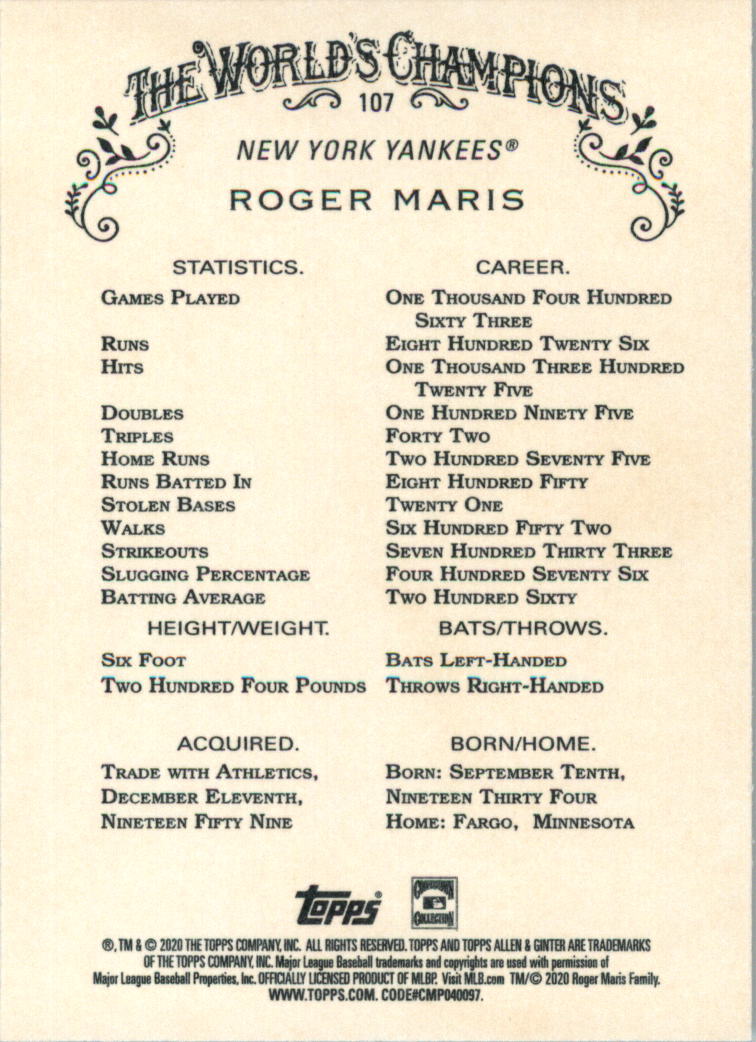 THE WORLD'S CHAMPIONS
107
NEW YORK YANKEES®
ROGER MARIS
STATISTICS. CAREER.
GAMES PLAYED ONE THOUSAND FOUR HUNDRED
SIXTY THREE
RUNS EIGHT HUNDRED TWENTY SIX
HITS ONE THOUSAND THREE HUNDRED
TWENTY FIVE
DOUBLES ONE HUNDRED NINETY FIVE
TRIPLES FORTY TWO
HOME RUNS TWO HUNDRED SEVENTY FIVE
RUNS BATTED IN EIGHT HUNDRED FIFTY
STOLEN BASES TWENTY ONE
WALKS SIX HUNDRED FIFTY TWO
STRIKEOUTS SEVEN HUNDRED THIRTY THREE
SLUGGING PERCENTAGE FOUR HUNDRED SEVENTY SIX
BATTING AVERAGE TWO HUNDRED SIXTY
HEIGHT/WEIGHT. BATS/THROWS.
SIX FOOT BATS LEFT-HANDED
TWO HUNDRED FOUR POUNDS THROWS RIGHT-HANDED
ACQUIRED. BORN/HOME.
TRADE WITH ATHLETICS, BORN: SEPTEMBER TENTH,
DECEMBER ELEVENTH, NINETEEN THIRTY FOUR
NINETEEN FIFTY NINE HOME: FARGO, MINNESOTA
Topps®
COOPERSTOWN
COLLECTION
®, TM & © 2020 THE TOPPS COMPANY, INC. ALL RIGHTS RESERVED. TOPPS AND TOPPS ALLEN & GINTER ARE TRADEMARKS
OF THE TOPPS COMPANY, INC. Major League Baseball trademarks and copyrights are used with permission of
Major League Baseball Properties, Inc. OFFICIALLY LICENSED PRODUCT OF MLBP. Visit MLB.com TM/© 2020 Roger Maris Family.
WWW.TOPPS.COM. CODE#CMP040097.